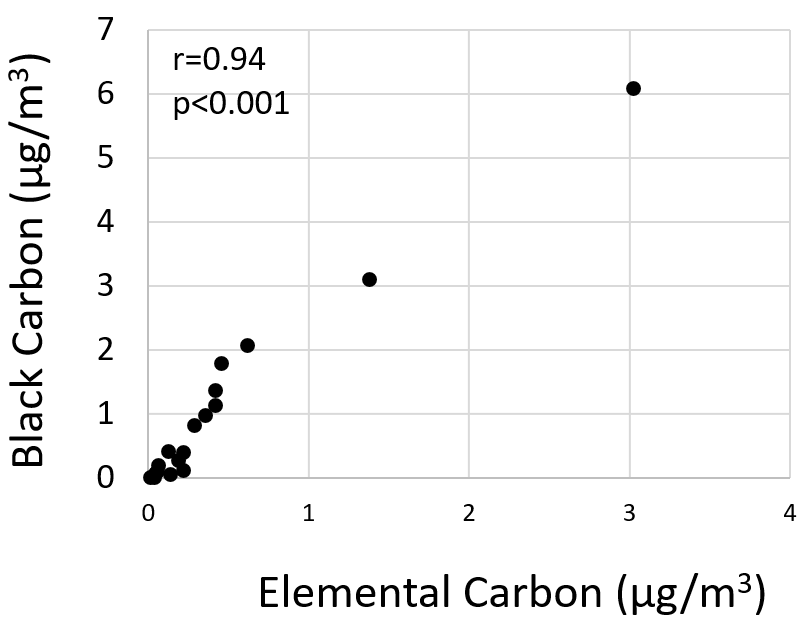 Black Carbon (µg/m³)
7
6
5
4
3
2
1
0
r=0.94
p<0.001
0 1 2 3 4
Elemental Carbon (µg/m³)